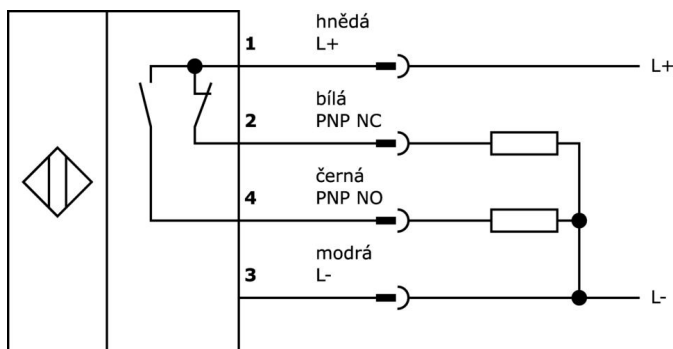 hnědá
1 L+
L+
bílá
2 PNP NC
černá
4 PNP NO
modrá
3 L-
L-